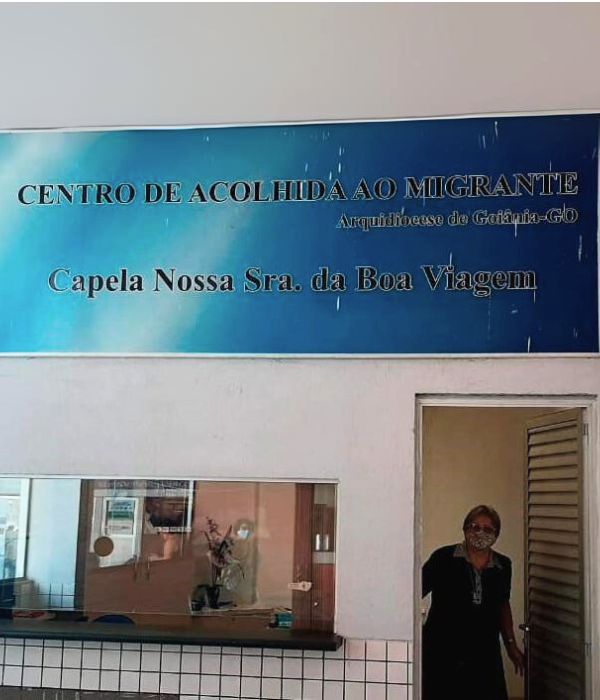 CENTRO DE ACOLHIDA AO MIGRANTE
Arquidiocese de Goiânia-GO
Capela Nossa Sra. da Boa Viagem